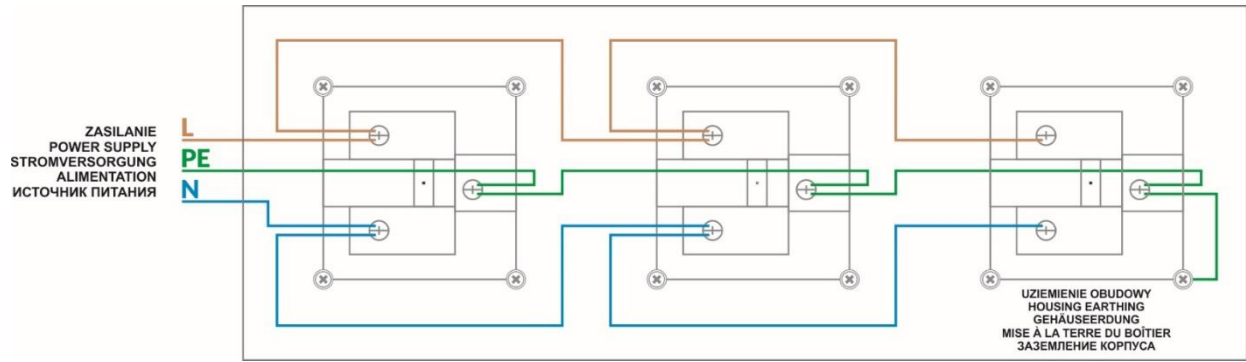 ZASILANIE
POWER SUPPLY
STROMVERSORGUNG
ALIMENTATION
ИСТОЧНИК ПИТАНИЯ
L
PE
N
UZIEMIENIE OBUDOWY
HOUSING EARTHING
GEHÄUSEERDUNG
MISE À LA TERRE DU BOÎTIER
ЗАЗЕМЛЕНИЕ КОРПУСА